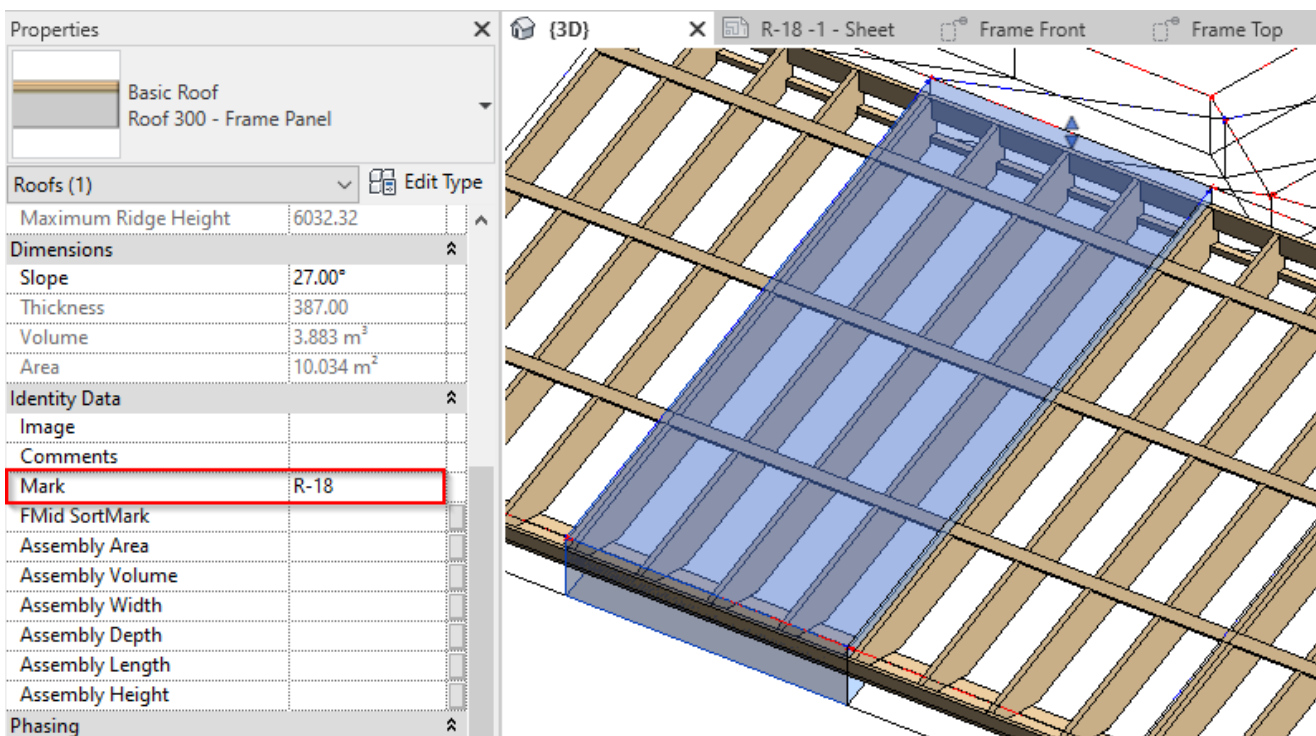 Properties
{3D}
R-18 -1 - Sheet
Frame Front
Frame Top
Basic Roof
Roof 300 - Frame Panel
Roofs (1)
Edit Type
Maximum Ridge Height 6032.32
Dimensions
Slope 27.00°
Thickness 387.00
Volume 3.883 m³
Area 10.034 m²
Identity Data
Image
Comments
Mark R-18
FMid SortMark
Assembly Area
Assembly Volume
Assembly Width
Assembly Depth
Assembly Length
Assembly Height
Phasing